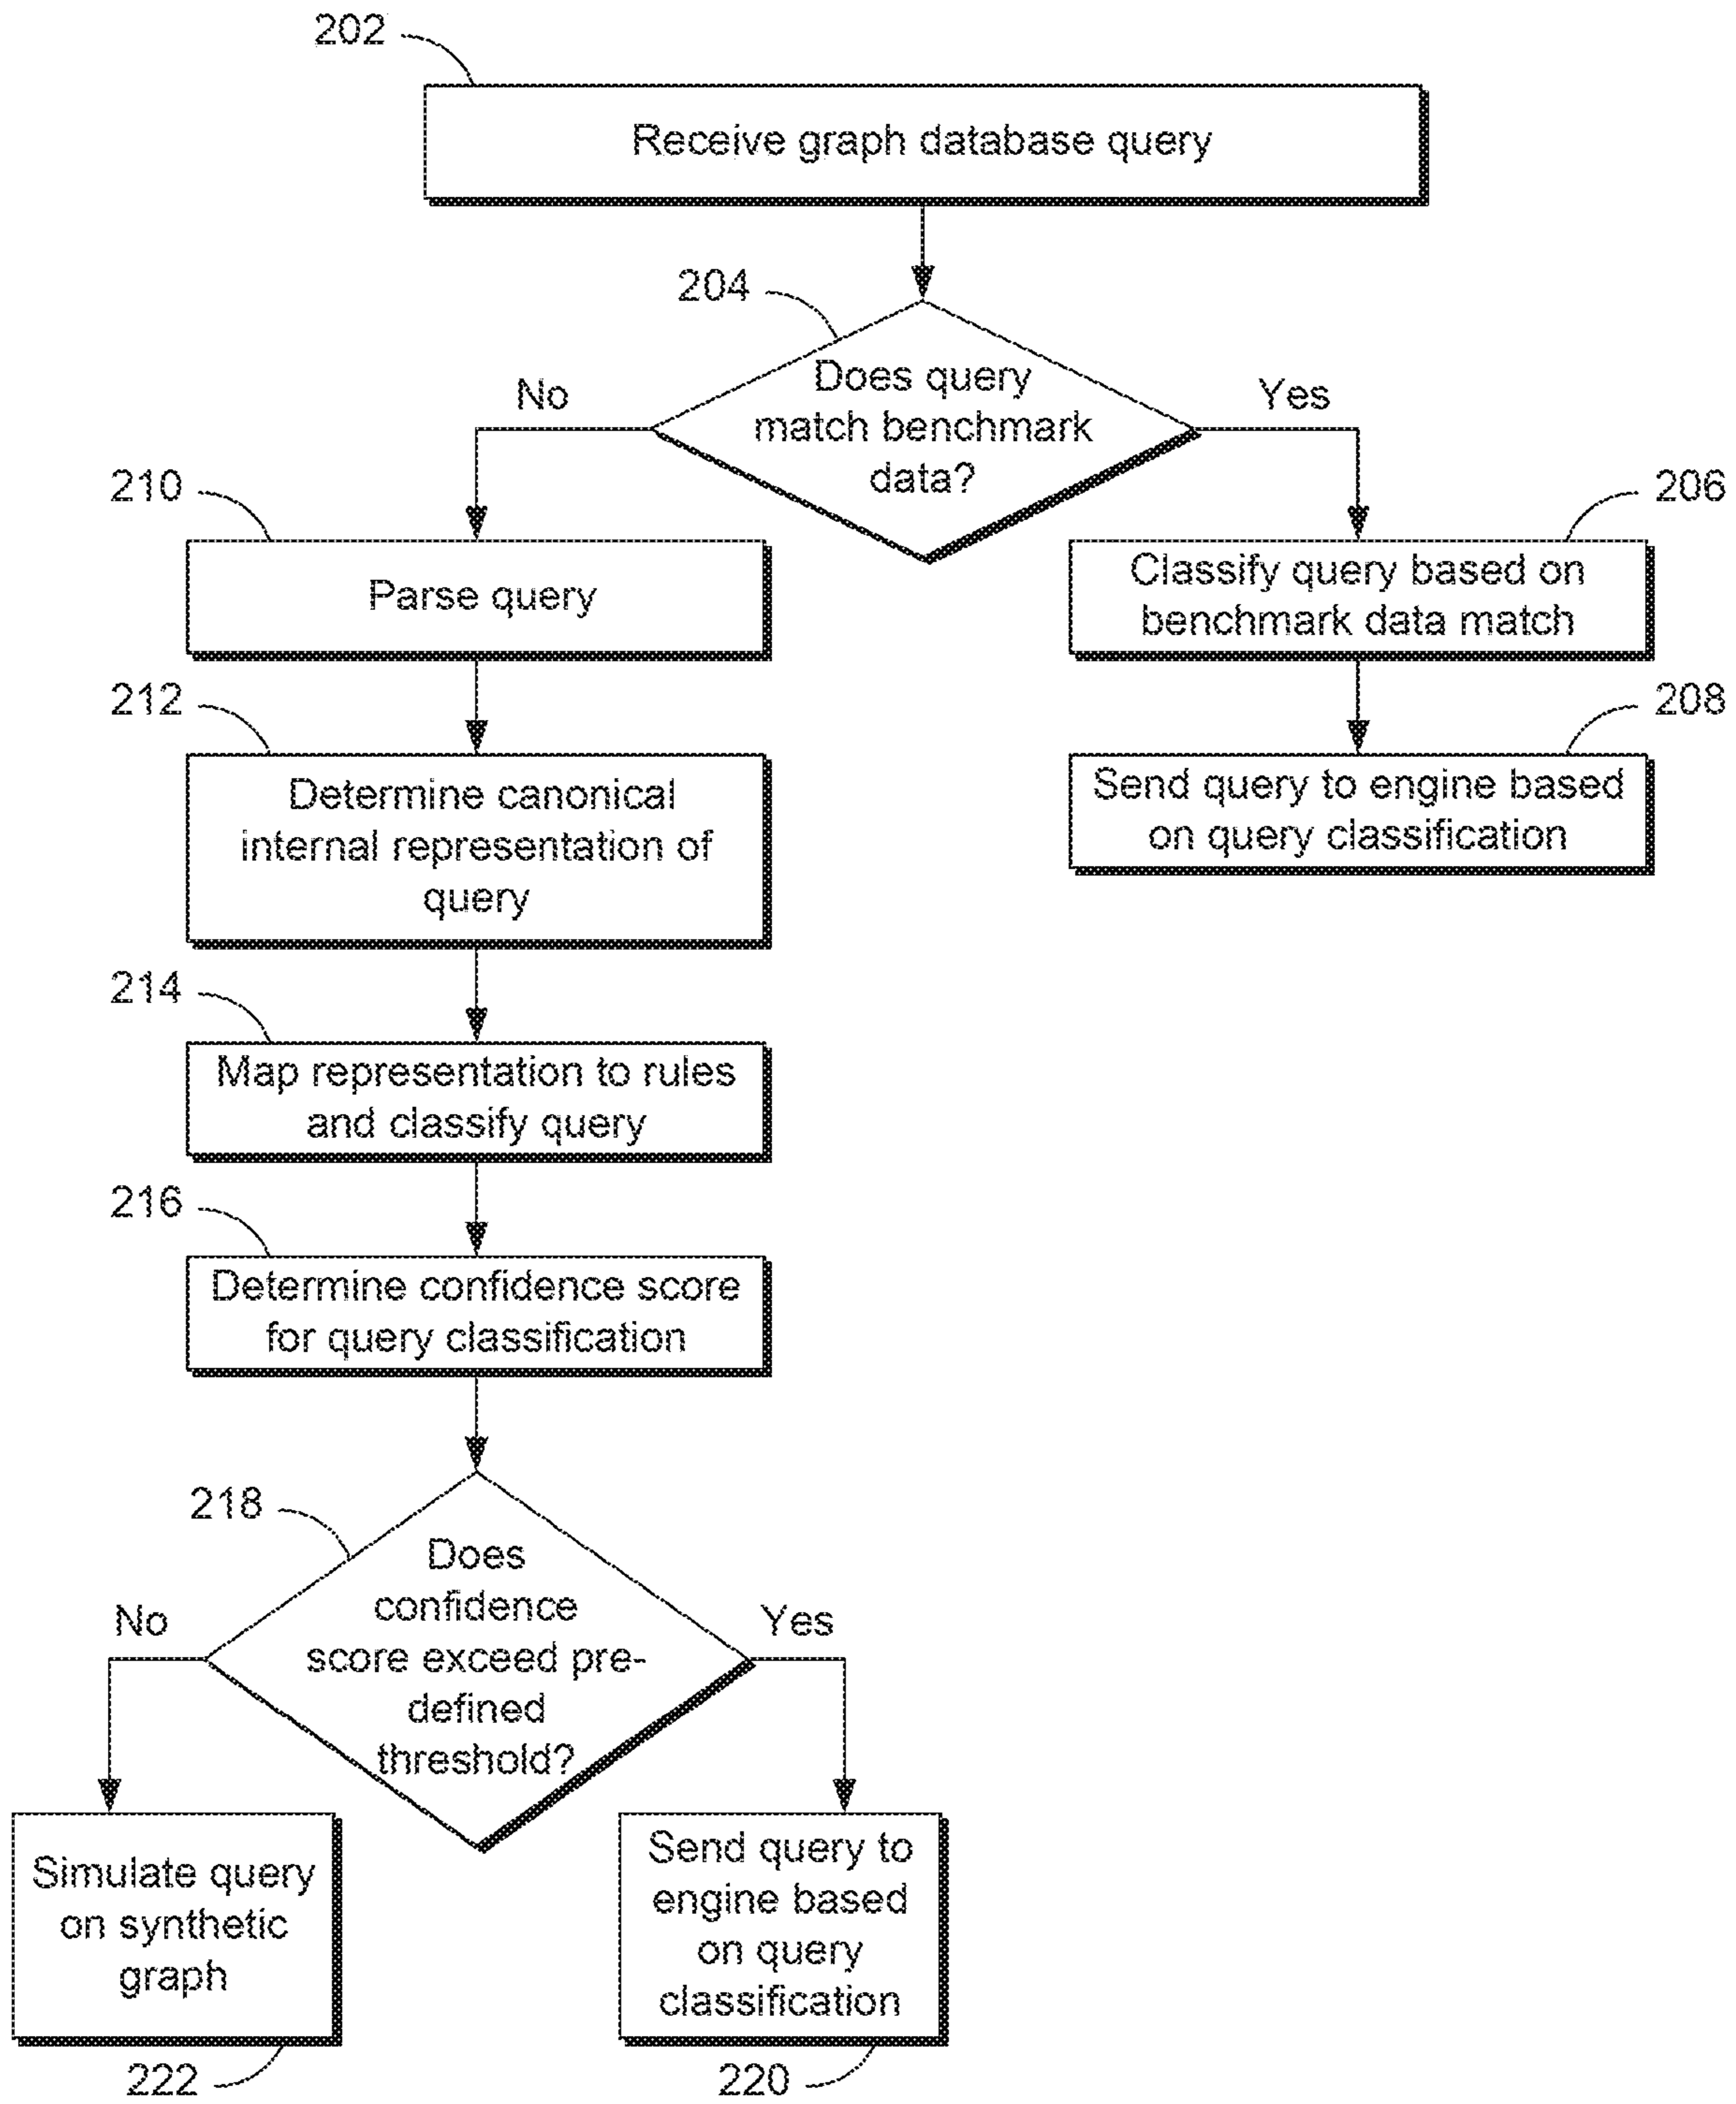 202
Receive graph database query
204
Does query
match benchmark
data?
No
Yes
210
Parse query
206
Classify query based on
benchmark data match
212
Determine canonical
internal representation of
query
208
Send query to engine based
on query classification
214
Map representation to rules
and classify query
216
Determine confidence score
for query classification
218
Does
confidence
score exceed pre-
defined
threshold?
No
Yes
Simulate query
on synthetic
graph
222
Send query to
engine based
on query
classification
220